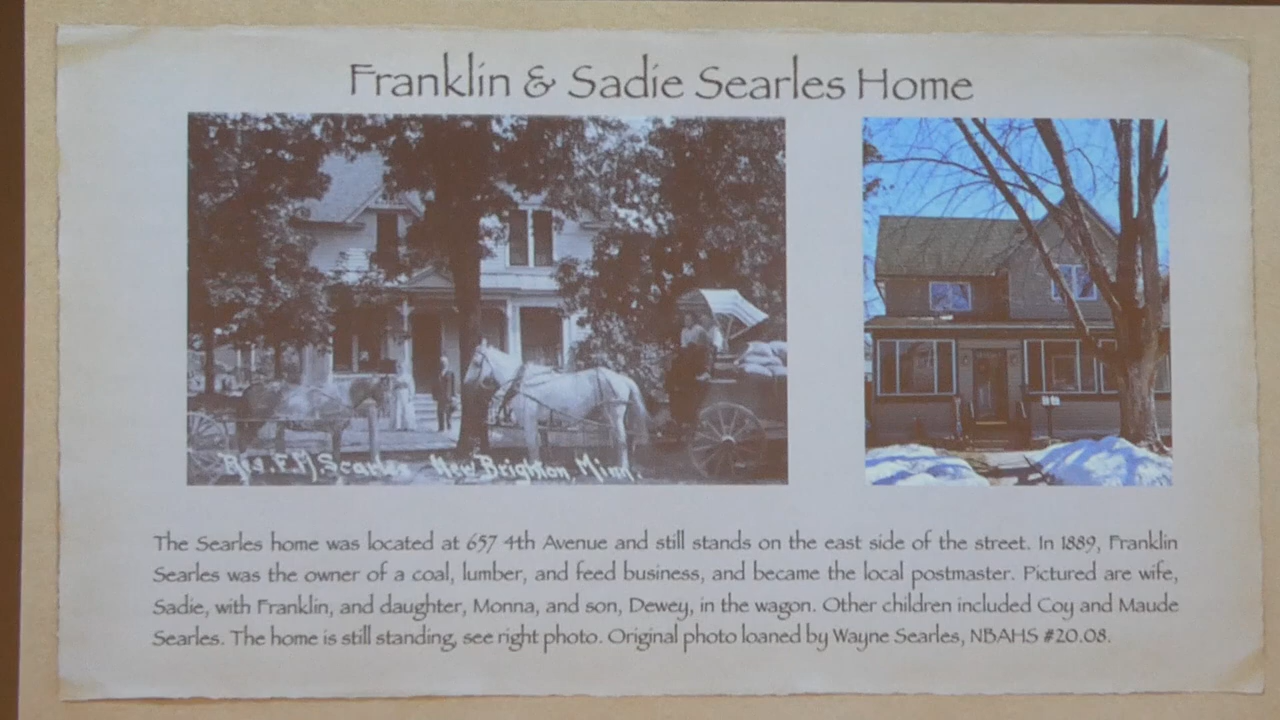 Franklin & Sadie Searles Home
Res. F.M. Searles New Brighton, Minn.
The Searles home was located at 657 4th Avenue and still stands on the east side of the street. In 1889, Franklin
Searles was the owner of a coal, lumber, and feed business, and became the local postmaster. Pictured are wife,
Sadie, with Franklin, and daughter, Monna, and son, Dewey, in the wagon. Other children included Coy and Maude
Searles. The home is still standing, see right photo. Original photo loaned by Wayne Searles, NBAHS #20.08.